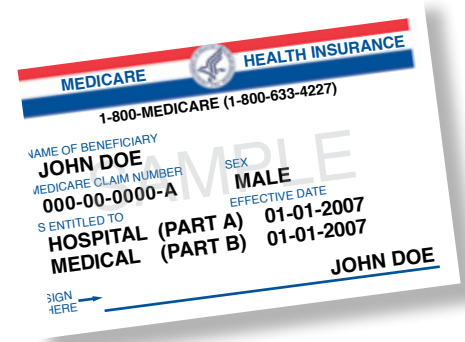 MEDICARE HEALTH INSURANCE
1-800-MEDICARE (1-800-633-4227)
NAME OF BENEFICIARY
JOHN DOE
MEDICARE CLAIM NUMBER SEX
000-00-0000-A MALE
IS ENTITLED TO EFFECTIVE DATE
HOSPITAL (PART A) 01-01-2007
MEDICAL (PART B) 01-01-2007
SIGN HERE JOHN DOE
SAMPLE